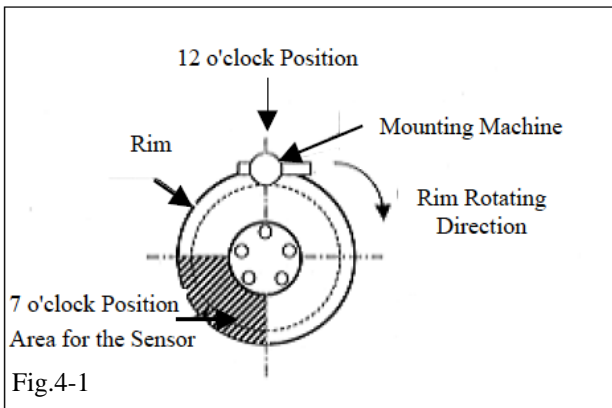 12 o'clock Position
Mounting Machine
Rim
Rim Rotating
Direction
7 o'clock Position
Area for the Sensor
Fig.4-1